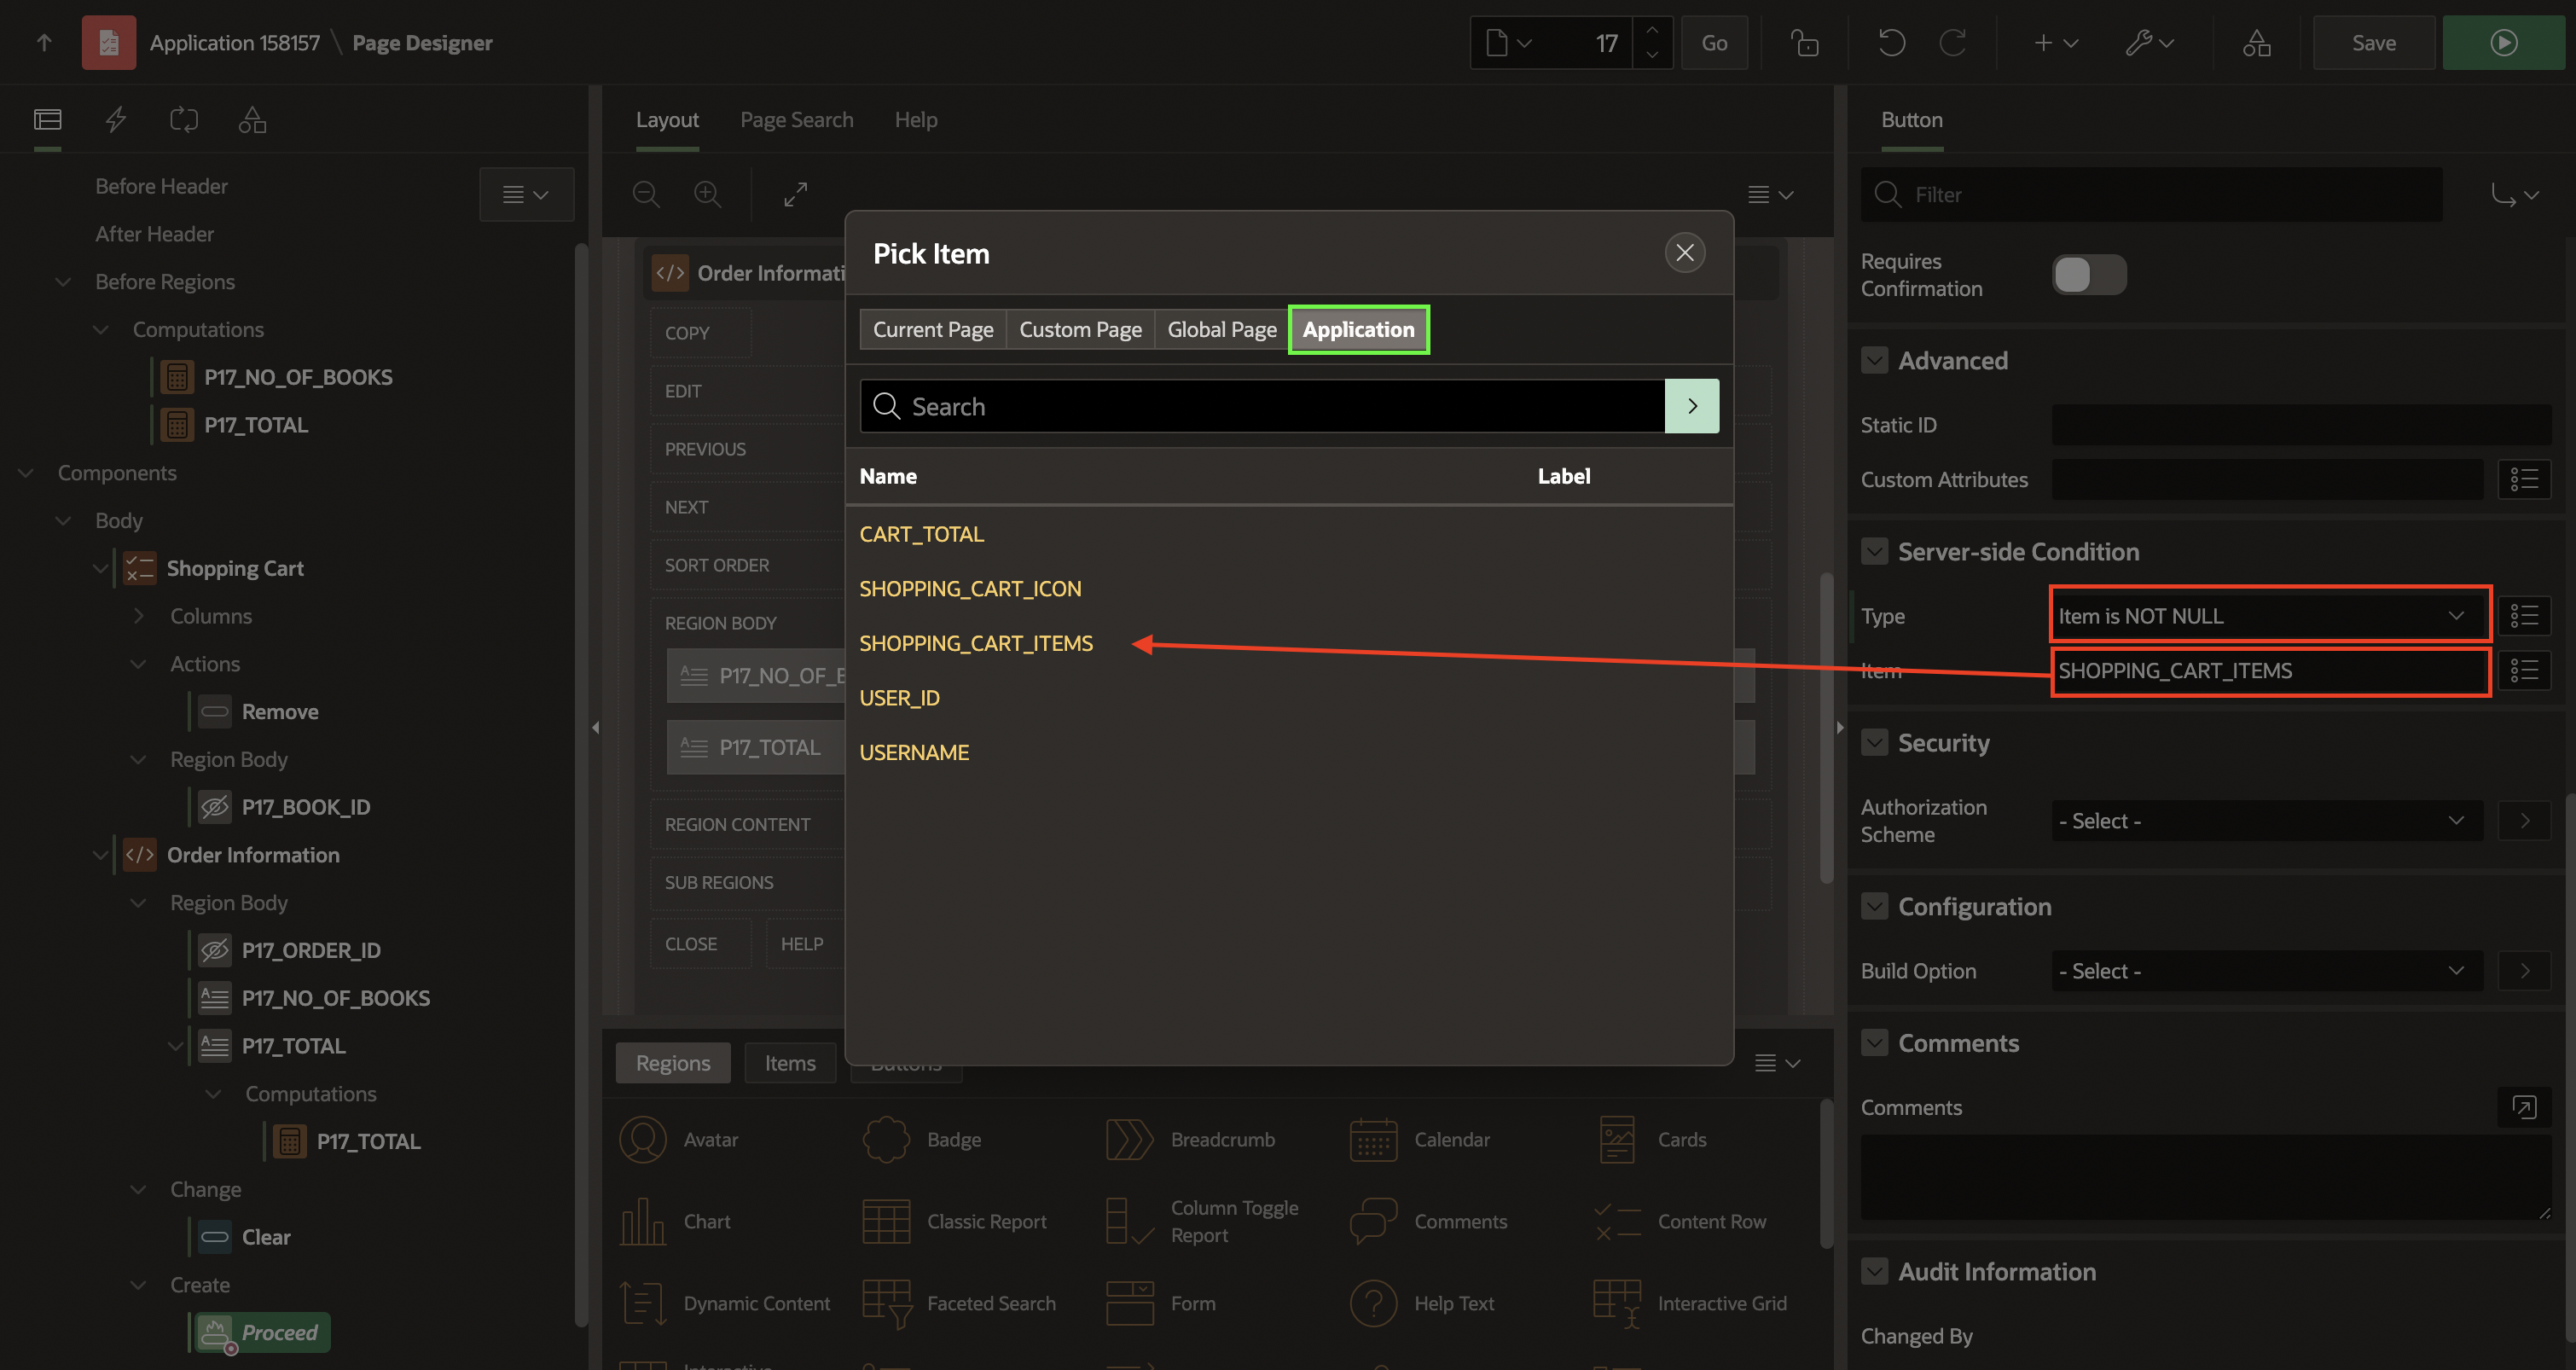 Application 158157 \ Page Designer
17
Go
Save
Layout
Page Search
Help
Button
Before Header
After Header
Before Regions
Computations
P17_NO_OF_BOOKS
P17_TOTAL
Components
Body
Shopping Cart
Columns
Actions
Remove
Region Body
P17_BOOK_ID
Order Information
Region Body
P17_ORDER_ID
P17_NO_OF_BOOKS
P17_TOTAL
Computations
P17_TOTAL
Change
Clear
Create
Proceed
Order Informati
COPY
EDIT
PREVIOUS
NEXT
SORT ORDER
REGION BODY
P17_NO_OF_B
P17_TOTAL
REGION CONTENT
SUB REGIONS
CLOSE
HELP
Pick Item
Current Page
Custom Page
Global Page
Application
Search
Name
Label
CART_TOTAL
SHOPPING_CART_ICON
SHOPPING_CART_ITEMS
USER_ID
USERNAME
Regions
Items
Buttons
Avatar
Badge
Breadcrumb
Calendar
Cards
Chart
Classic Report
Column Toggle
Report
Comments
Content Row
Dynamic Content
Faceted Search
Form
Help Text
Interactive Grid
Interactive
Filter
Requires
Confirmation
Advanced
Static ID
Custom Attributes
Server-side Condition
Type
Item is NOT NULL
Item
SHOPPING_CART_ITEMS
Security
Authorization
Scheme
- Select -
Configuration
Build Option
- Select -
Comments
Comments
Audit Information
Changed By